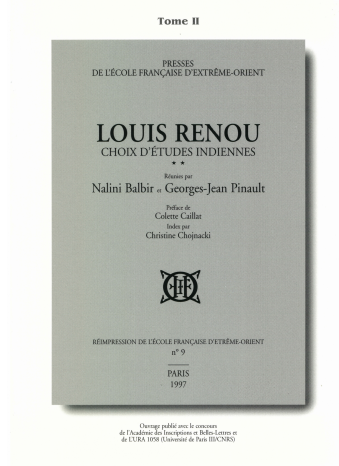 Tome II
PRESSES
DE L'ÉCOLE FRANÇAISE D'EXTRÊME-ORIENT
LOUIS RENOU
CHOIX D'ÉTUDES INDIENNES
* *
Réunies par
Nalini Balbir et Georges-Jean Pinault
Préface de
Colette Caillat
Index par
Christine Chojnacki
RÉIMPRESSION DE L'ÉCOLE FRANÇAISE D'ETRÊME-ORIENT
n° 9
PARIS
1997
Ouvrage publié avec le concours
de l'Académie des Inscriptions et Belles-Lettres et
de L'URA 1058 (Université de Paris III/CNRS)